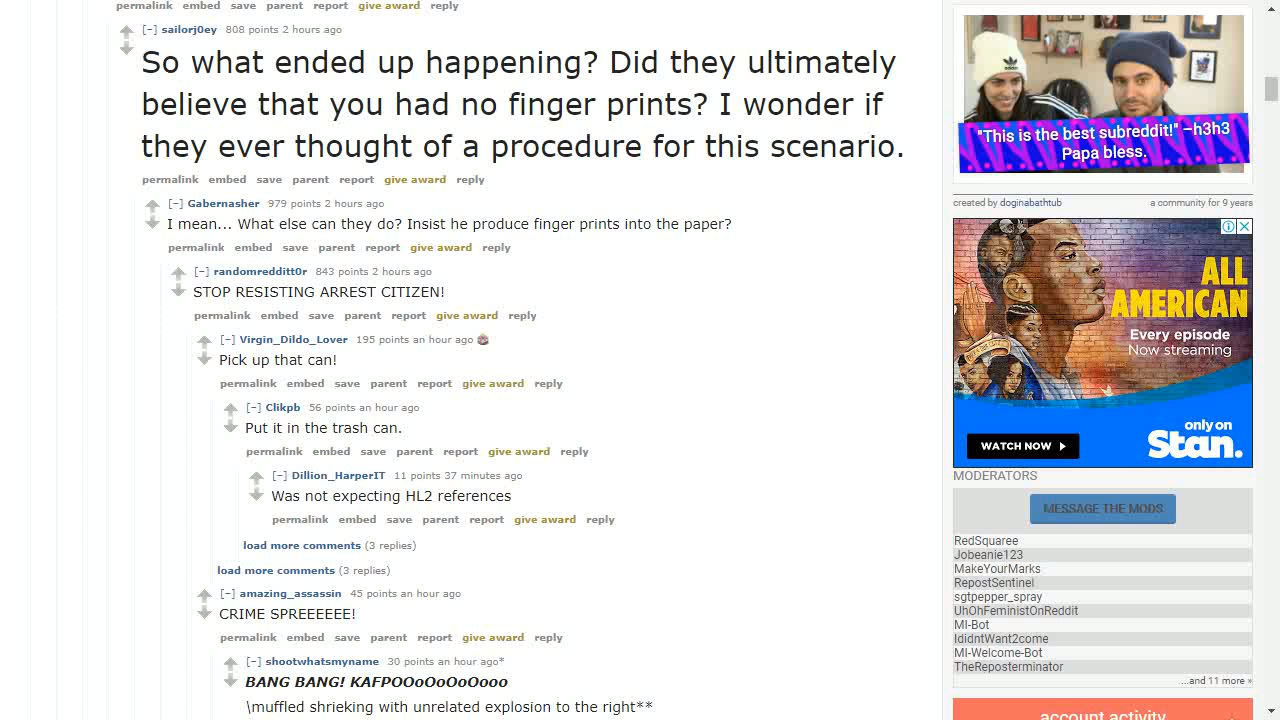 permalink embed save parent report give award reply
[–] sailorj0ey 808 points 2 hours ago
So what ended up happening? Did they ultimately
believe that you had no finger prints? I wonder if
they ever thought of a procedure for this scenario.
permalink embed save parent report give award reply
[–] Gabernasher 979 points 2 hours ago
I mean... What else can they do? Insist he produce finger prints into the paper?
permalink embed save parent report give award reply
[–] randomredditt0r 843 points 2 hours ago
STOP RESISTING ARREST CITIZEN!
permalink embed save parent report give award reply
[–] Virgin_Dildo_Lover 195 points an hour ago
Pick up that can!
permalink embed save parent report give award reply
[–] Clikpb 56 points an hour ago
Put it in the trash can.
permalink embed save parent report give award reply
[–] Dillion_HarperIT 11 points 37 minutes ago
Was not expecting HL2 references
permalink embed save parent report give award reply
load more comments (3 replies)
load more comments (3 replies)
[–] amazing_assassin 45 points an hour ago
CRIME SPREEEEEE!
permalink embed save parent report give award reply
[–] shootwhatsmyname 30 points an hour ago*
BANG BANG! KAFPOOoOoOoOooo
\muffled shrieking with unrelated explosion to the right**
"This is the best subreddit!" –h3h3
Papa bless.
created by doginabathtub a community for 9 years
ALL
AMERICAN
Every episode
Now streaming
WATCH NOW
only on
Stan.
MODERATORS
MESSAGE THE MODS
RedSquaree
Jobeanie123
MakeYourMarks
RepostSentinel
sgtpepper_spray
UhOhFeministOnReddit
MI-Bot
IdidntWant2come
MI-Welcome-Bot
TheReposterminator
...and 11 more »
account activity